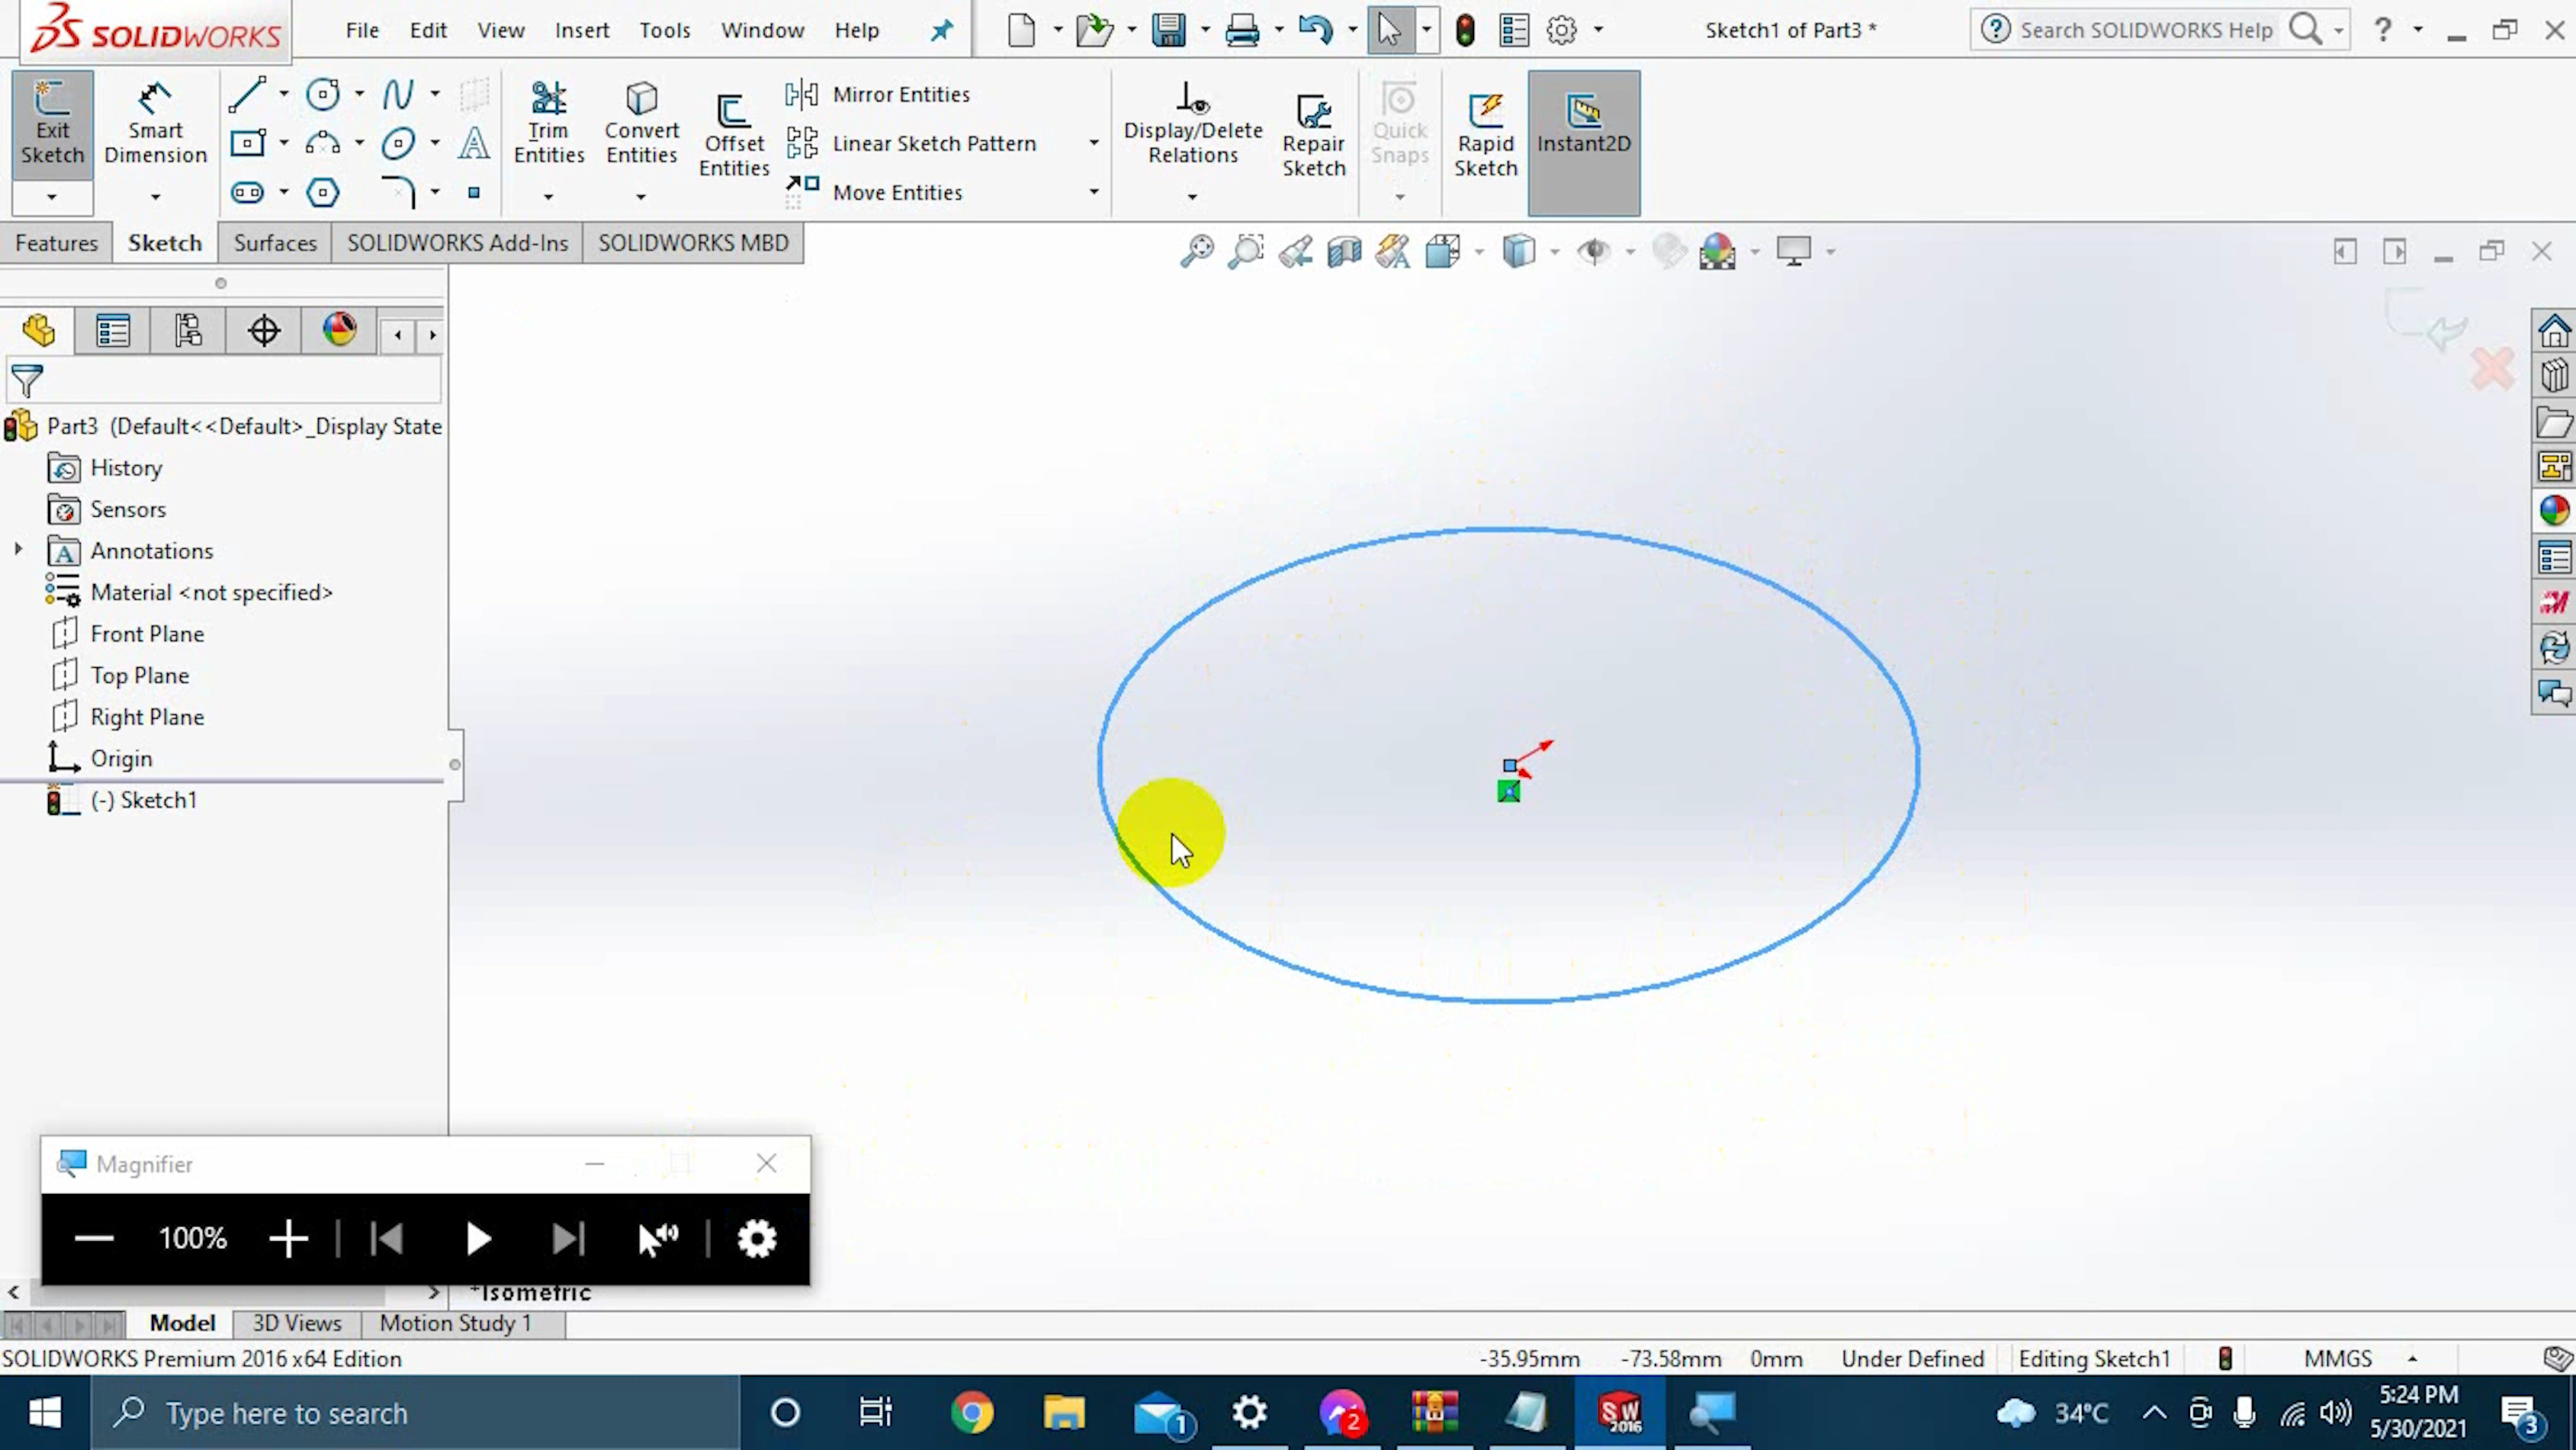 SOLIDWORKS
File Edit View Insert Tools Window Help
Sketch1 of Part3 *
Search SOLIDWORKS Help
Exit Sketch
Smart Dimension
Trim Entities
Convert Entities
Offset Entities
Mirror Entities
Linear Sketch Pattern
Move Entities
Display/Delete Relations
Repair Sketch
Quick Snaps
Rapid Sketch
Instant2D
Features Sketch Surfaces SOLIDWORKS Add-Ins SOLIDWORKS MBD
Part3 (Default<<Default>_Display State
History
Sensors
Annotations
Material <not specified>
Front Plane
Top Plane
Right Plane
Origin
(-) Sketch1
Magnifier
100%
*Isometric
Model 3D Views Motion Study 1
SOLIDWORKS Premium 2016 x64 Edition
-35.95mm -73.58mm 0mm Under Defined Editing Sketch1 MMGS
Type here to search
1
2
SW 2016
34°C
5:24 PM
5/30/2021
3